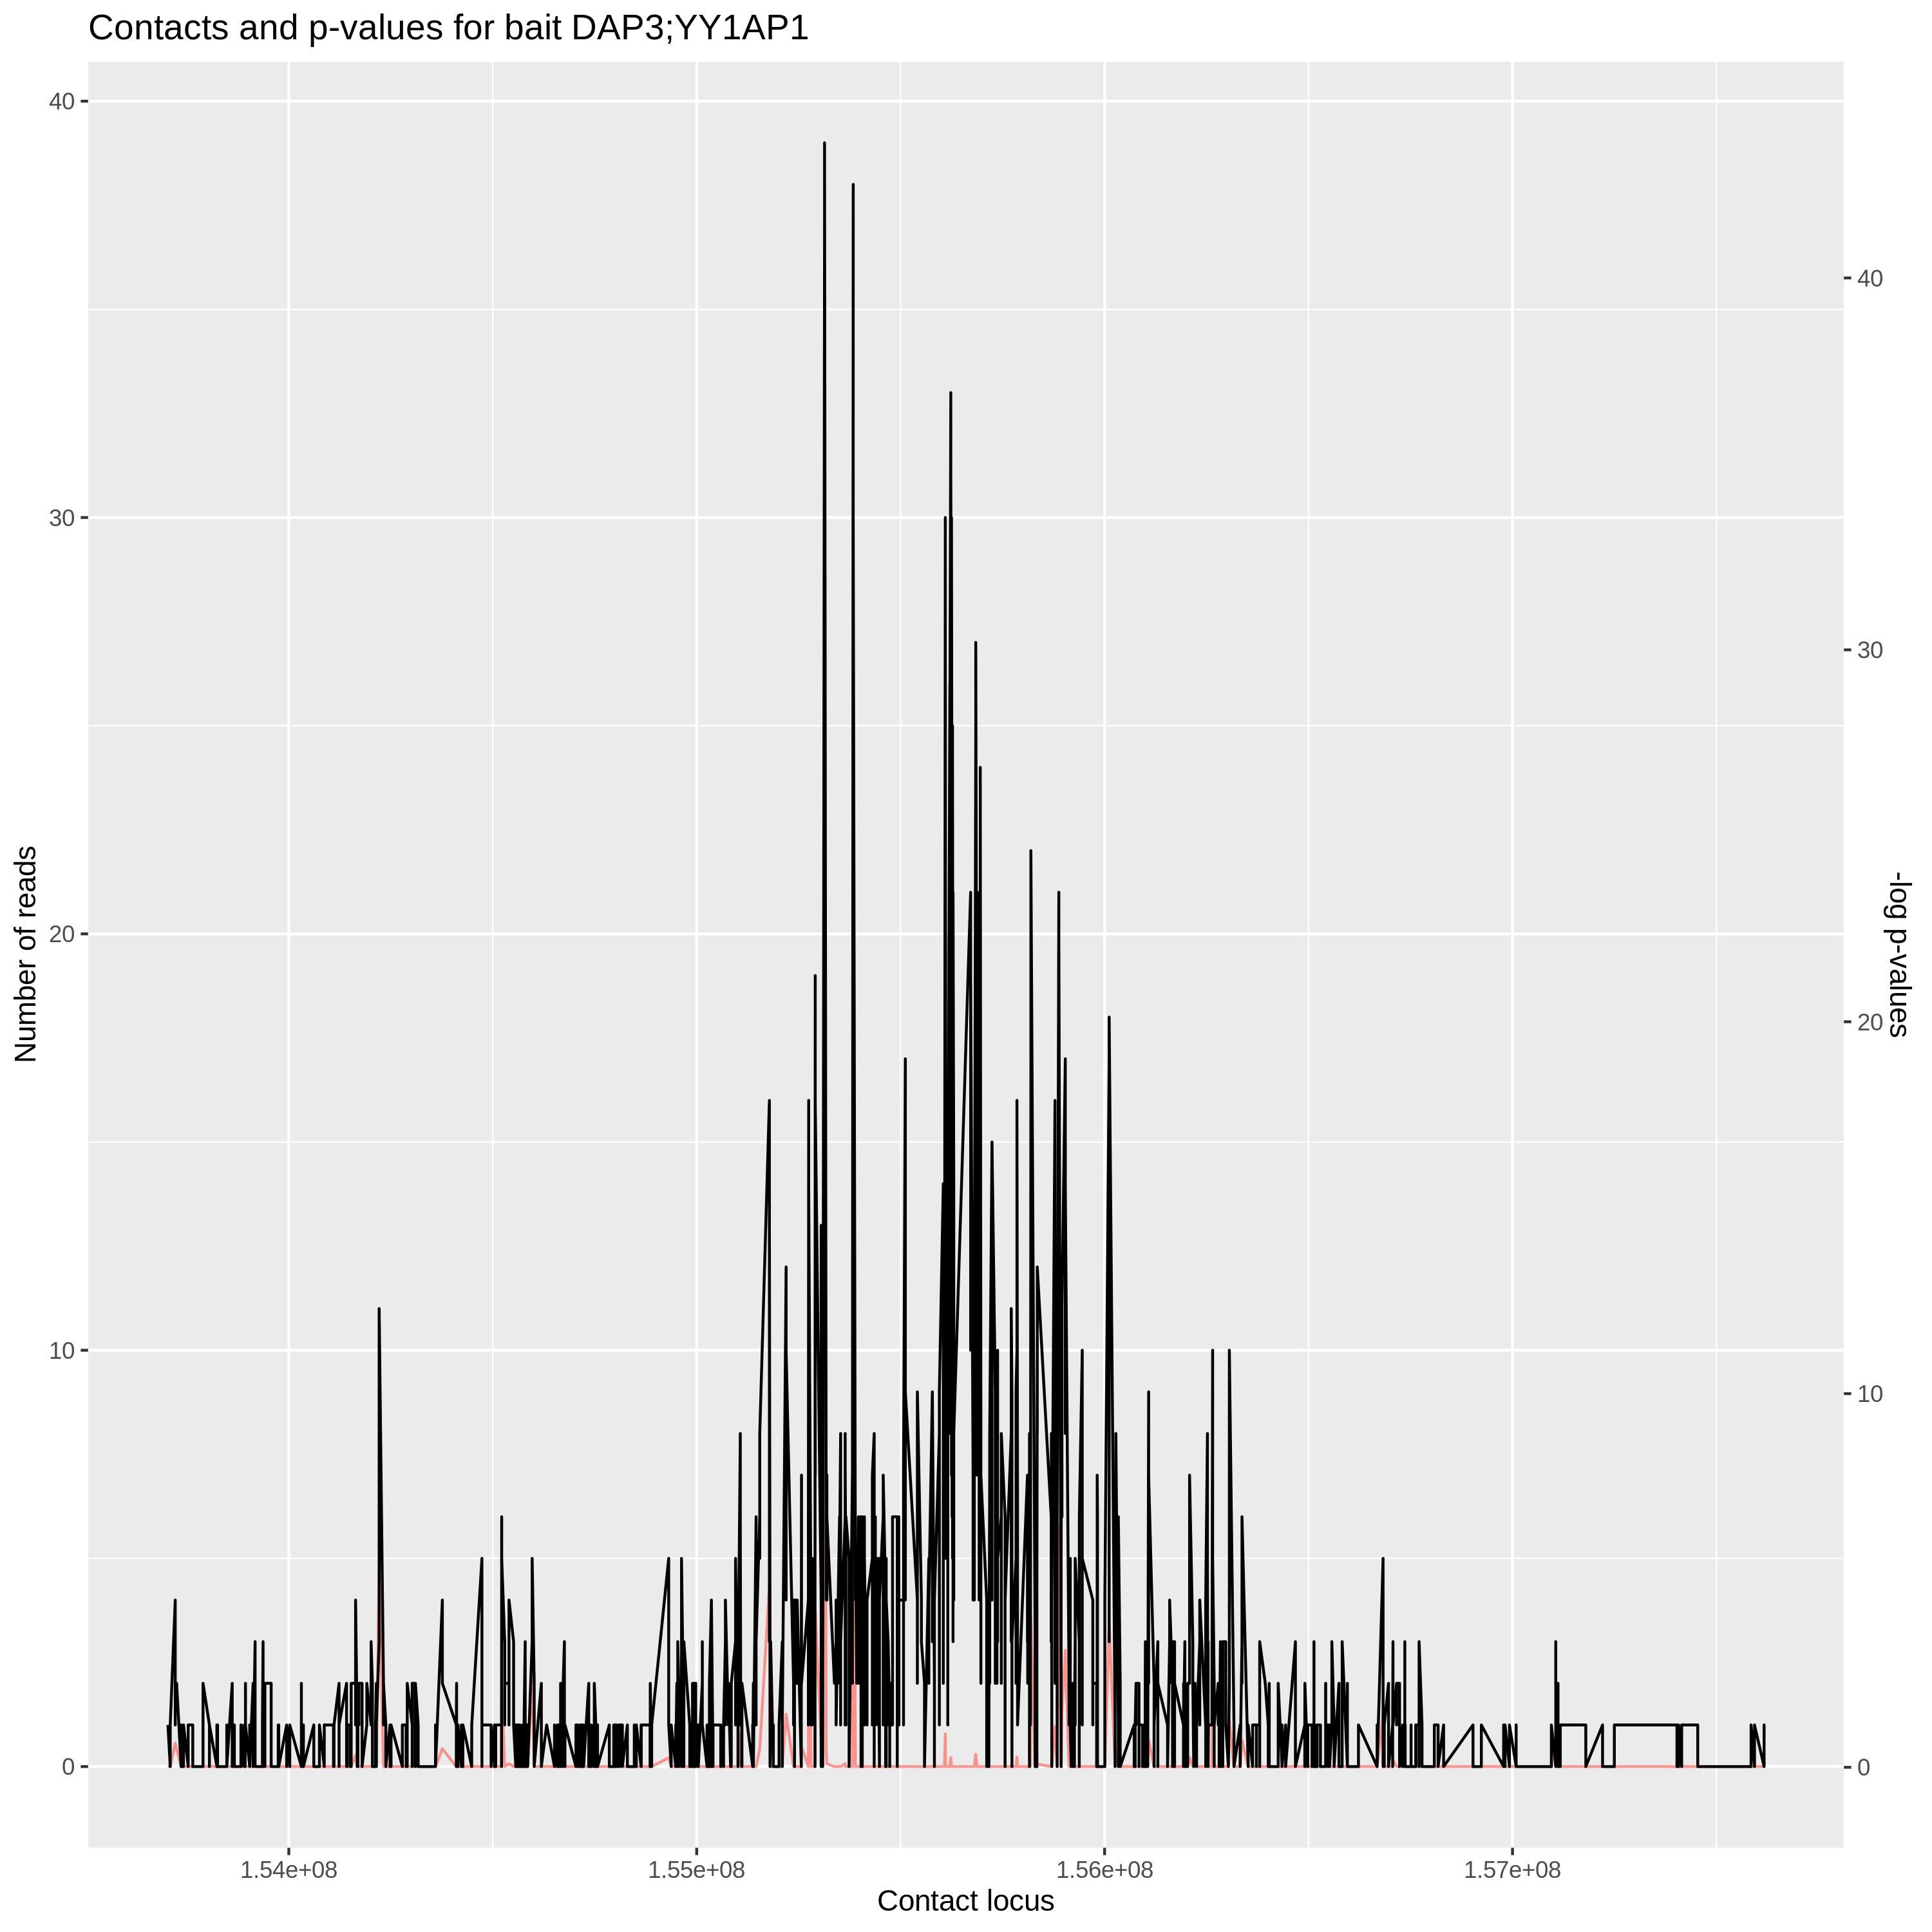 Contacts and p-values for bait DAP3;YY1AP1
40
30
20
10
0
Number of reads
40
30
20
10
0
-log p-values
1.54e+08
1.55e+08
1.56e+08
1.57e+08
Contact locus